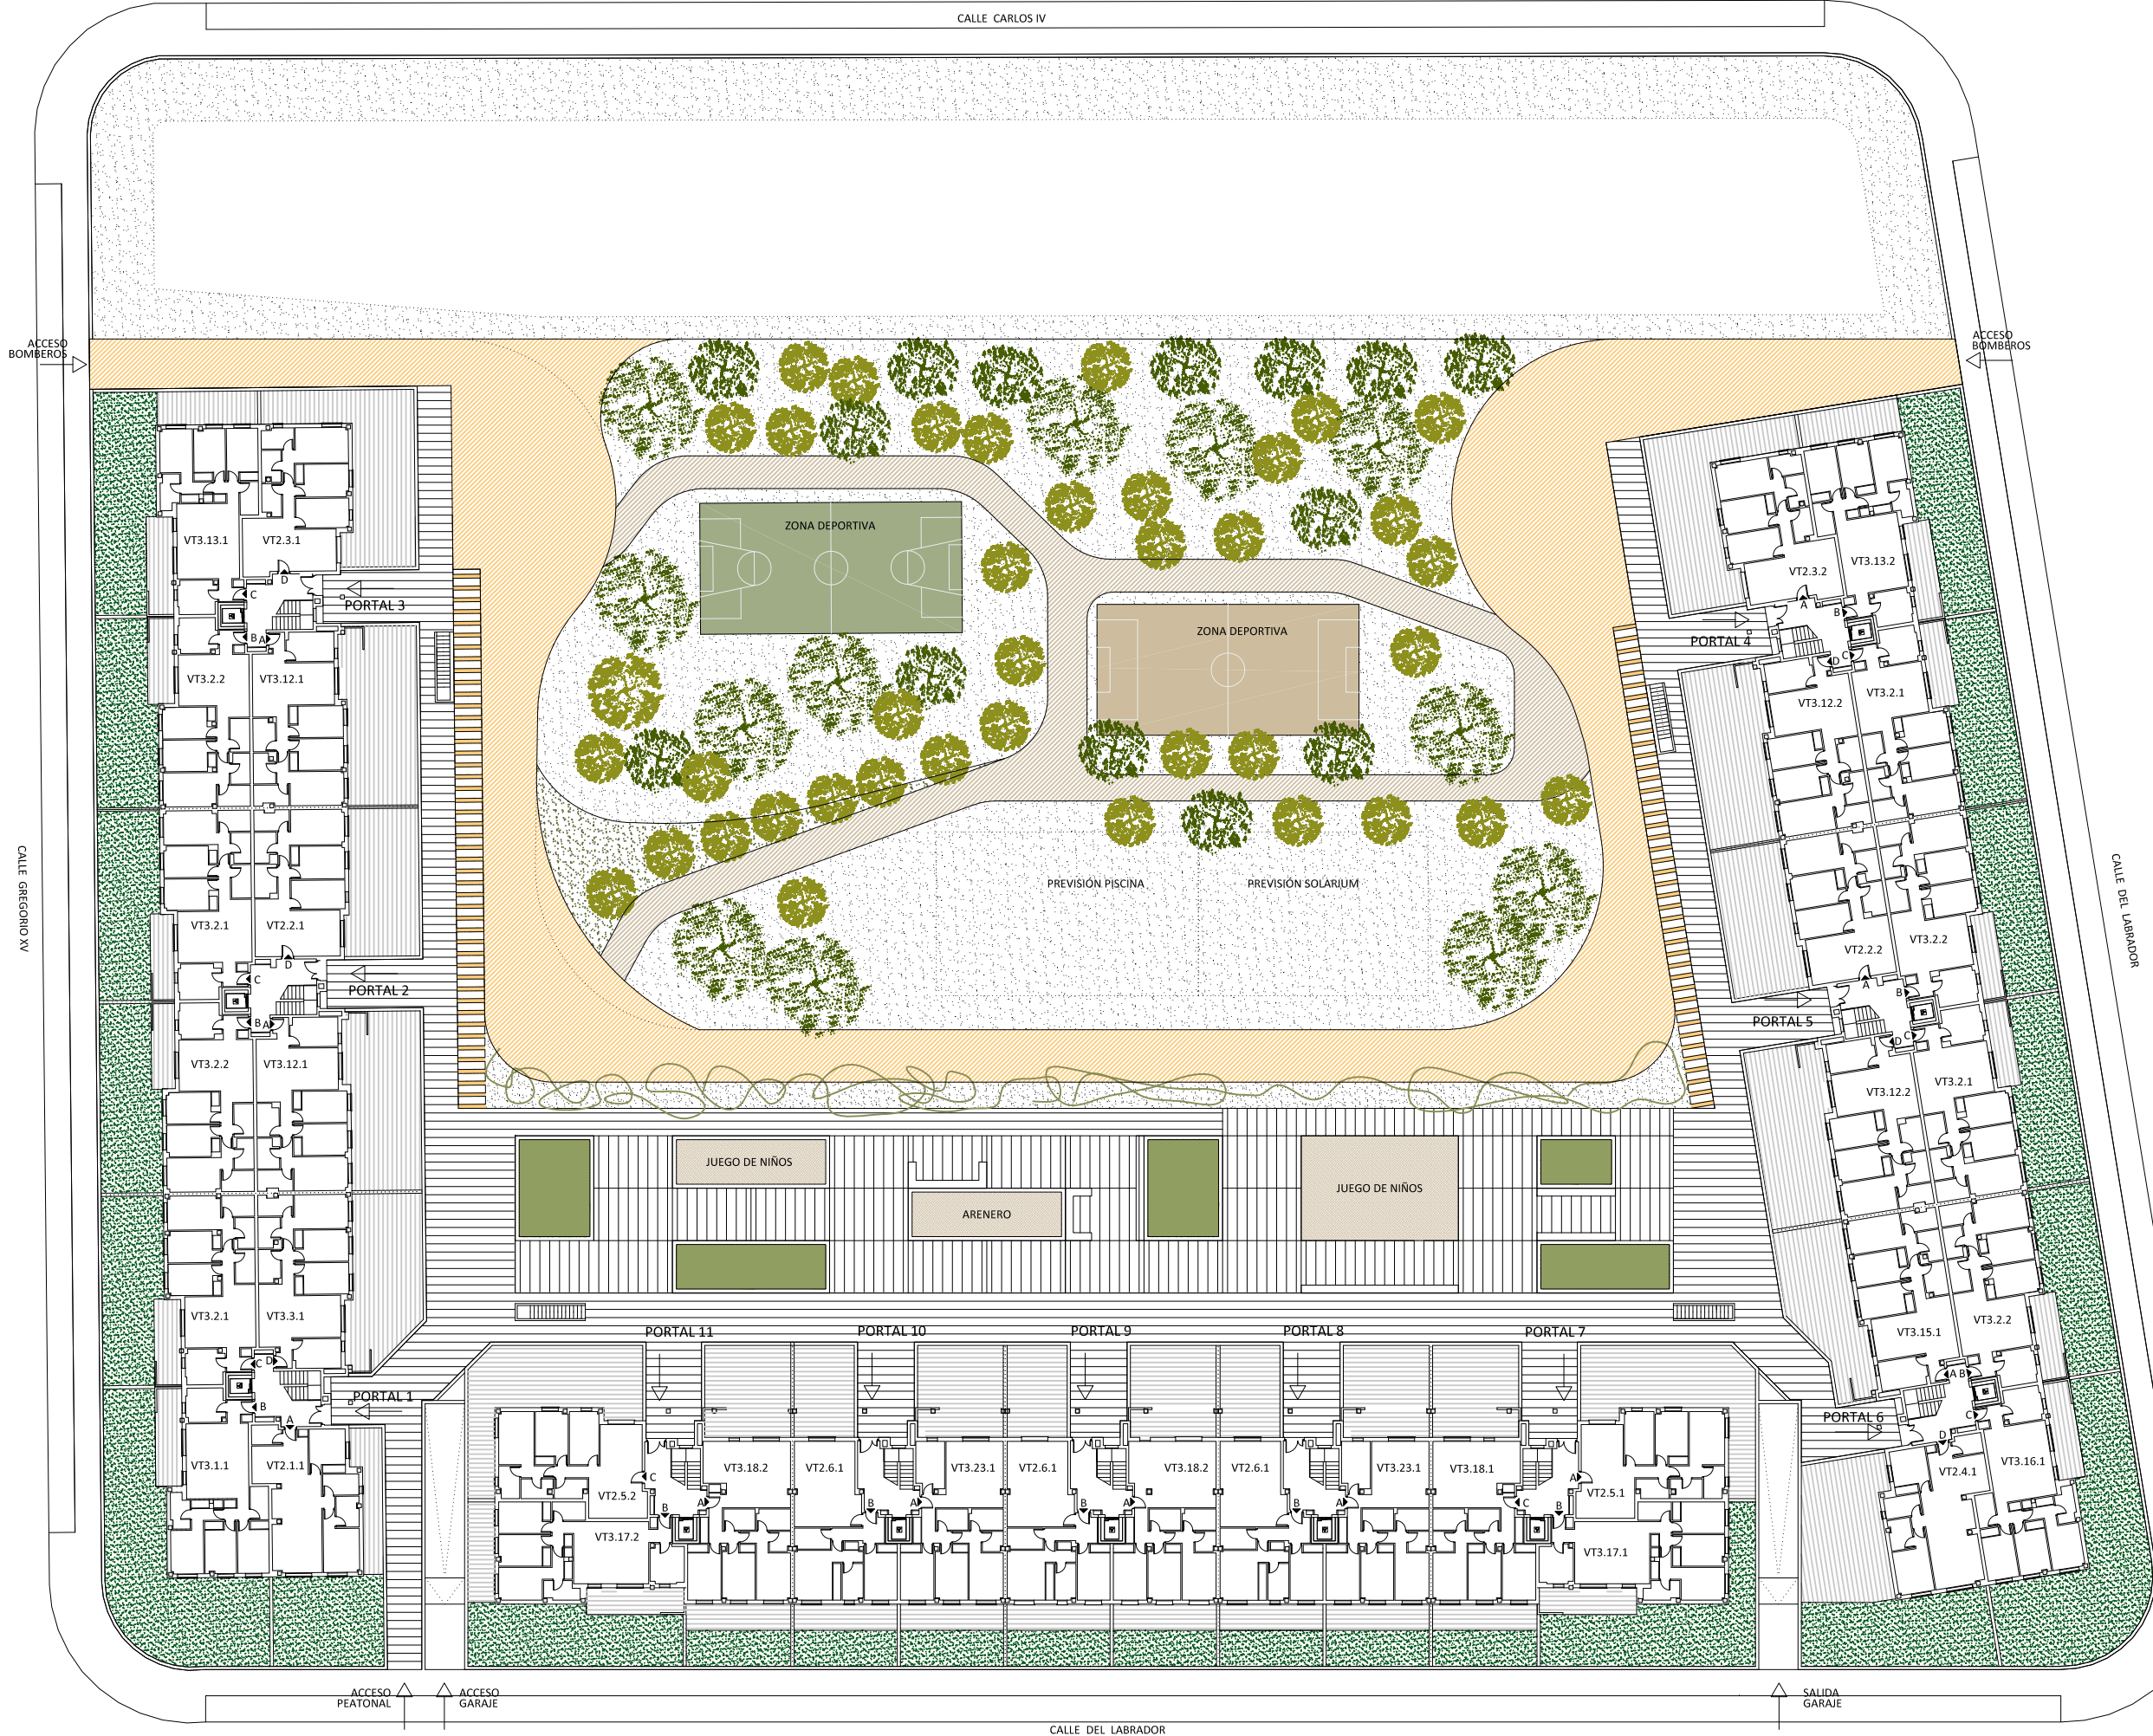 CALLE CARLOS IV
ACCESO
BOMBEROS
ACCESO
BOMBEROS
ZONA DEPORTIVA
VT3.13.1
VT2.3.1
D
C
PORTAL 3
B
A
VT3.2.2
VT3.12.1
ZONA DEPORTIVA
VT2.3.2
VT3.13.2
A
B
PORTAL 4
D
C
VT3.12.2
VT3.2.1
CALLE GREGORIO XV
CALLE DEL LABRADOR
PREVISIÓN PISCINA
PREVISIÓN SOLARIUM
VT3.2.1
VT2.2.1
D
C
PORTAL 2
B
A
VT3.2.2
VT3.12.1
VT2.2.2
VT3.2.2
A
B
PORTAL 5
D
C
VT3.12.2
VT3.2.1
JUEGO DE NIÑOS
ARENERO
JUEGO DE NIÑOS
VT3.2.1
VT3.3.1
C
D
PORTAL 1
B
A
VT3.1.1
VT2.1.1
VT3.15.1
VT3.2.2
A
B
PORTAL 6
C
D
VT2.4.1
VT3.16.1
PORTAL 11
PORTAL 10
PORTAL 9
PORTAL 8
PORTAL 7
C
VT2.5.2
B
A
VT3.17.2
VT3.18.2
VT2.6.1
B
A
VT3.23.1
VT2.6.1
B
A
VT3.18.2
VT2.6.1
B
A
VT3.23.1
VT3.18.1
C
B
A
VT2.5.1
VT3.17.1
ACCESO
PEATONAL
ACCESO
GARAJE
SALIDA
GARAJE
CALLE DEL LABRADOR